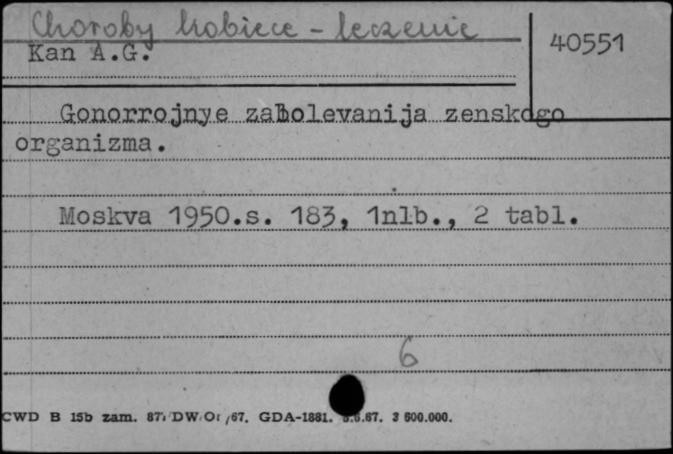 Choroby kobiece - leczenie
40551
Kan A.G.
Gonorrojnye zabolevanija zenskogo
organizma.
Moskva 1950.s. 183, 1nlb., 2 tabl.
6
CWD B 15b zam. 87 DW /67. GDA-1881. .6.67. 3 600.000.